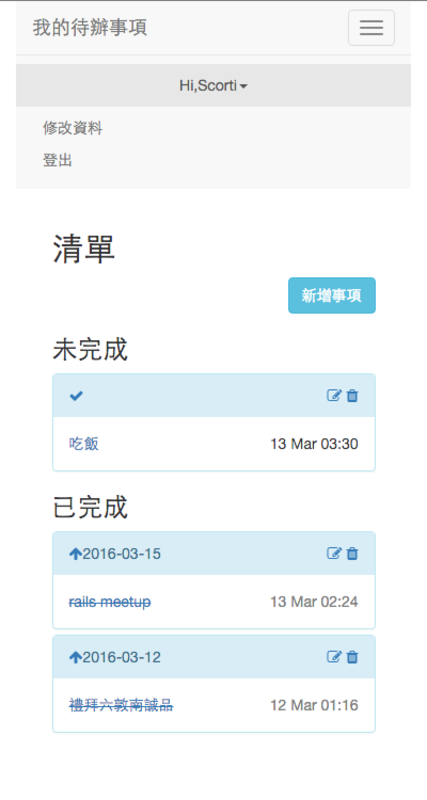 我的待辦事項
Hi,Scorti
修改資料
登出
清單
新增事項
未完成
吃飯 13 Mar 03:30
已完成
2016-03-15
rails meetup 13 Mar 02:24
2016-03-12
禮拜六敦南誠品 12 Mar 01:16